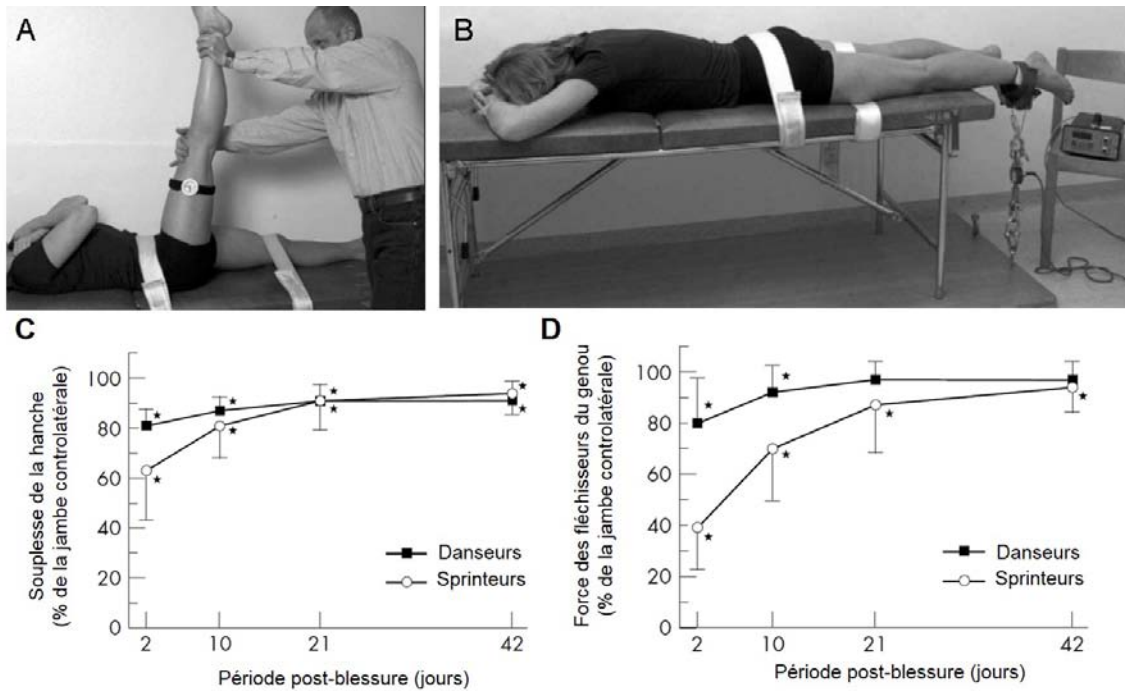 A
B
C
Souplesse de la hanche
(% de la jambe controlatérale)
100
80
60
40
20
0
Danseurs
Sprinteurs
2 10 21 42
Période post-blessure (jours)
D
Force des fléchisseurs du genou
(% de la jambe controlatérale)
100
80
60
40
20
0
Danseurs
Sprinteurs
2 10 21 42
Période post-blessure (jours)